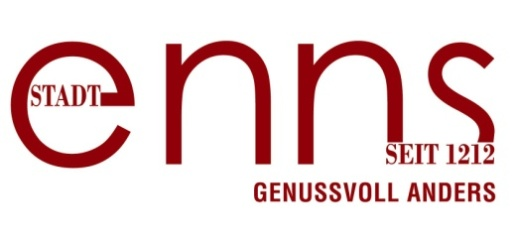 STADT
enns
SEIT 1212
GENUSSVOLL ANDERS